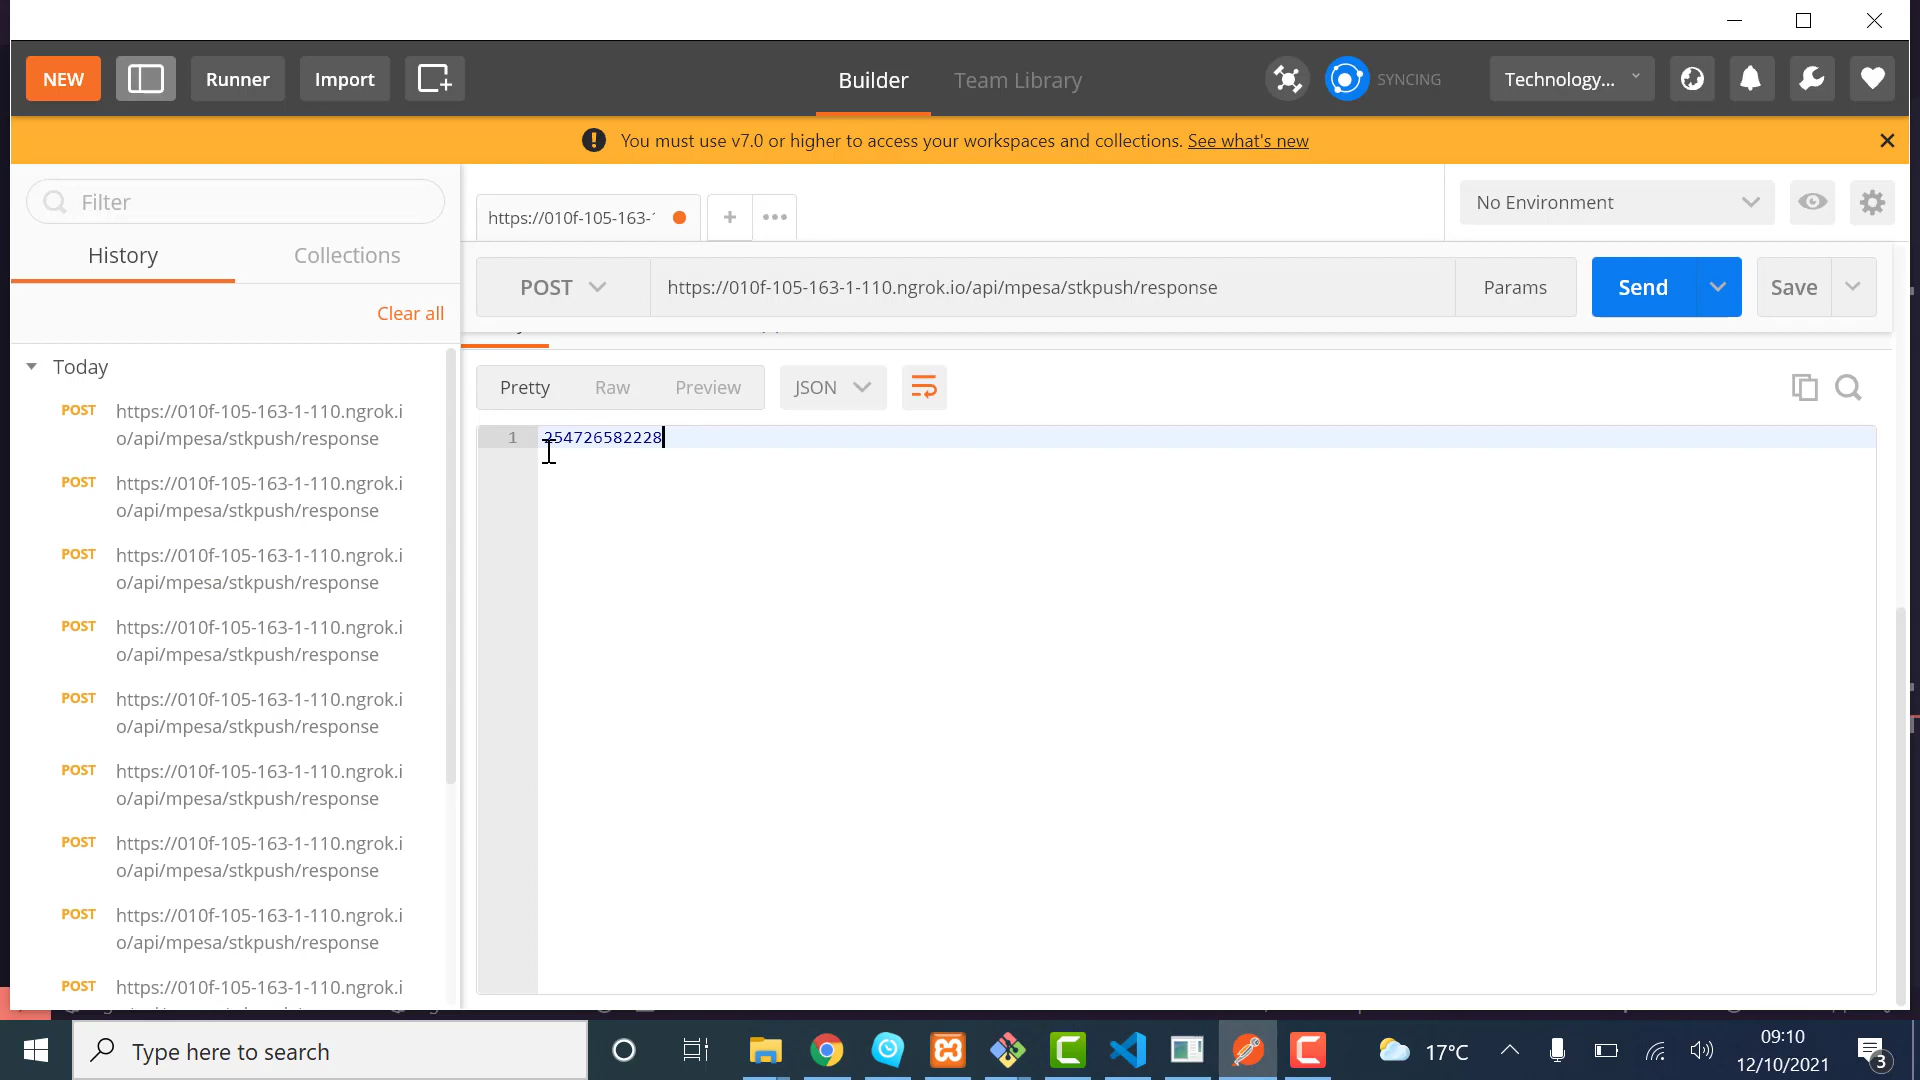 NEW
Runner
Import
Builder
Team Library
SYNCING
Technology...
You must use v7.0 or higher to access your workspaces and collections. See what's new
Filter
History
Collections
Clear all
Today
POST https://010f-105-163-1-110.ngrok.i
o/api/mpesa/stkpush/response
POST https://010f-105-163-1-110.ngrok.i
o/api/mpesa/stkpush/response
POST https://010f-105-163-1-110.ngrok.i
o/api/mpesa/stkpush/response
POST https://010f-105-163-1-110.ngrok.i
o/api/mpesa/stkpush/response
POST https://010f-105-163-1-110.ngrok.i
o/api/mpesa/stkpush/response
POST https://010f-105-163-1-110.ngrok.i
o/api/mpesa/stkpush/response
POST https://010f-105-163-1-110.ngrok.i
o/api/mpesa/stkpush/response
POST https://010f-105-163-1-110.ngrok.i
o/api/mpesa/stkpush/response
POST https://010f-105-163-1-110.ngrok.i
https://010f-105-163-
No Environment
POST
https://010f-105-163-1-110.ngrok.io/api/mpesa/stkpush/response
Params
Send
Save
Pretty
Raw
Preview
JSON
1 254726582228
Type here to search
17°C
09:10
12/10/2021
3